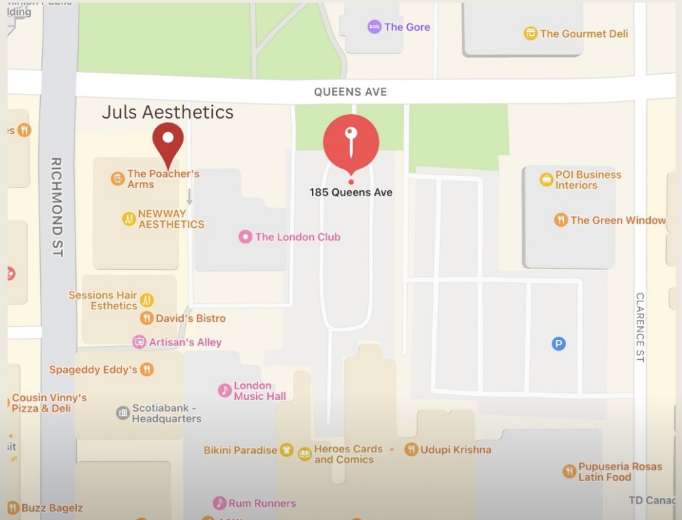 lding
The Gore
The Gourmet Deli
QUEENS AVE
Juls Aesthetics
The Poacher's
Arms
185 Queens Ave
POI Business
Interiors
NEWWAY
AESTHETICS
The Green Window
RICHMOND ST
The London Club
Sessions Hair
Esthetics
David's Bistro
Artisan's Alley
CLARENCE ST
P
Spageddy Eddy's
London
Music Hall
Cousin Vinny's
Pizza & Deli
Scotiabank -
Headquarters
Bikini Paradise
Heroes Cards
and Comics
Udupi Krishna
Pupuseria Rosas
Latin Food
TD Canac
Buzz Bagelz
Rum Runners